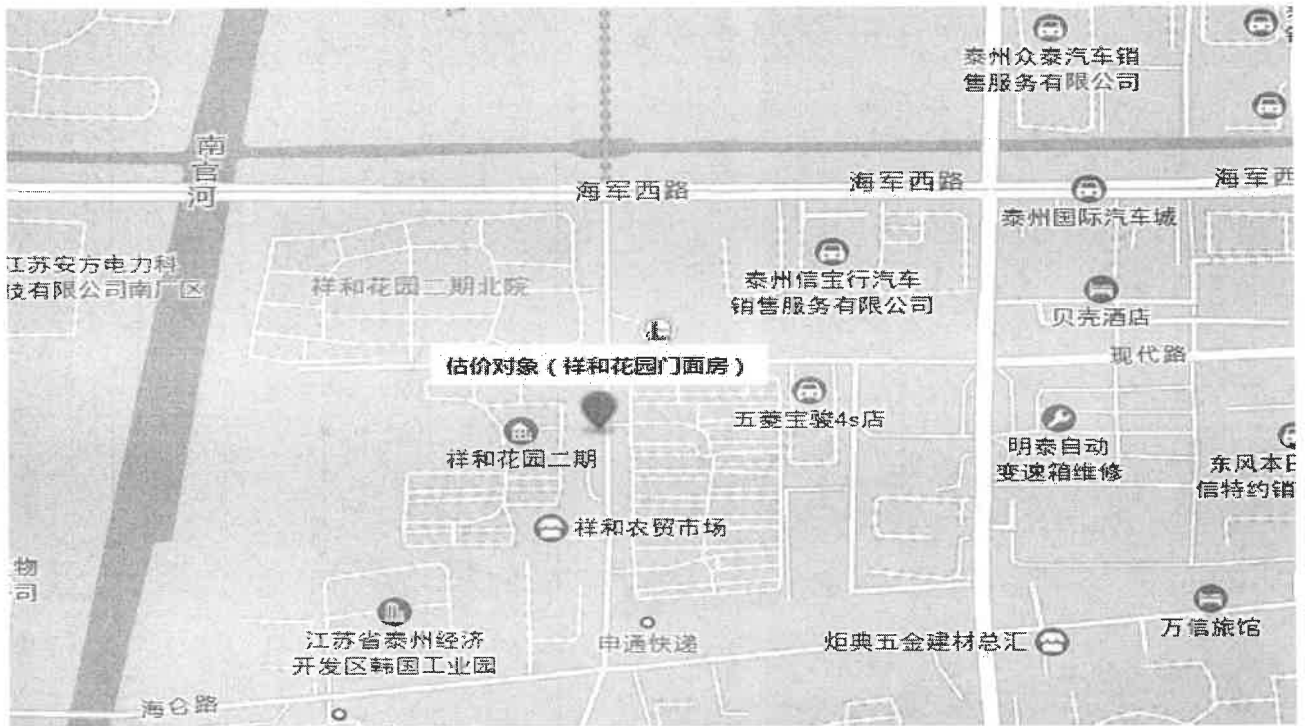 泰州众泰汽车销
售服务有限公司
南
官
河
海军西路
海军西路
海军西
泰州国际汽车城
江苏安方电力科
技有限公司南厂区
祥和花园二期北院
泰州信宝行汽车
销售服务有限公司
贝壳酒店
现代路
估价对象（祥和花园门面房）
五菱宝骏4s店
祥和花园二期
明泰自动
变速箱维修
东风本田
信特约销
祥和农贸市场
物
司
江苏省泰州经济
开发区韩国工业园
申通快递
炬典五金建材总汇
万信旅馆
海仑路